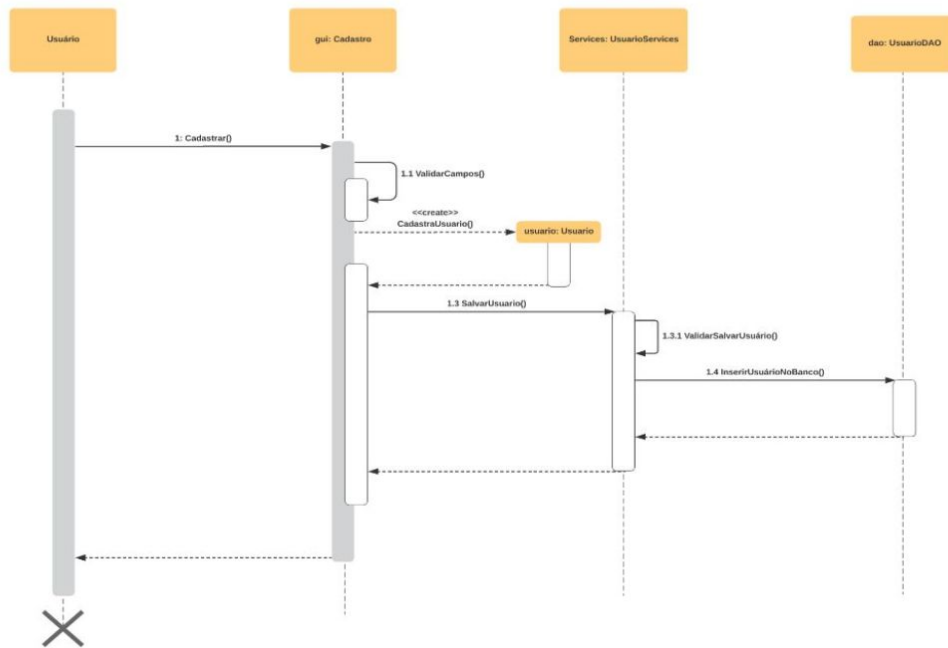 Usuário
gui: Cadastro
Services: UsuarioServices
dao: UsuarioDAO
1: Cadastrar()
1.1 ValidarCampos()
<<create>>
CadastraUsuario()
usuario: Usuario
1.3 SalvarUsuario()
1.3.1 ValidarSalvarUsuário()
1.4 InserirUsuárioNoBanco()